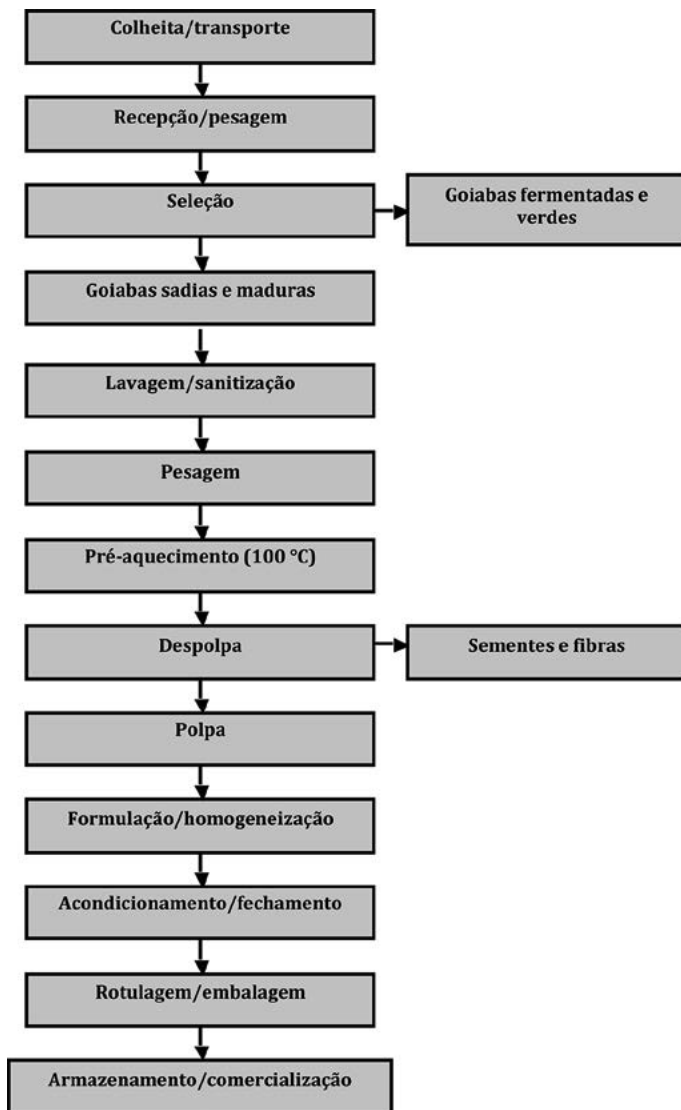 Colheita/transporte
Recepção/pesagem
Seleção
Goiabas fermentadas e
verdes
Goiabas sadias e maduras
Lavagem/sanitização
Pesagem
Pré-aquecimento (100 °C)
Despolpa
Sementes e fibras
Polpa
Formulação/homogeneização
Acondicionamento/fechamento
Rotulagem/embalagem
Armazenamento/comercialização